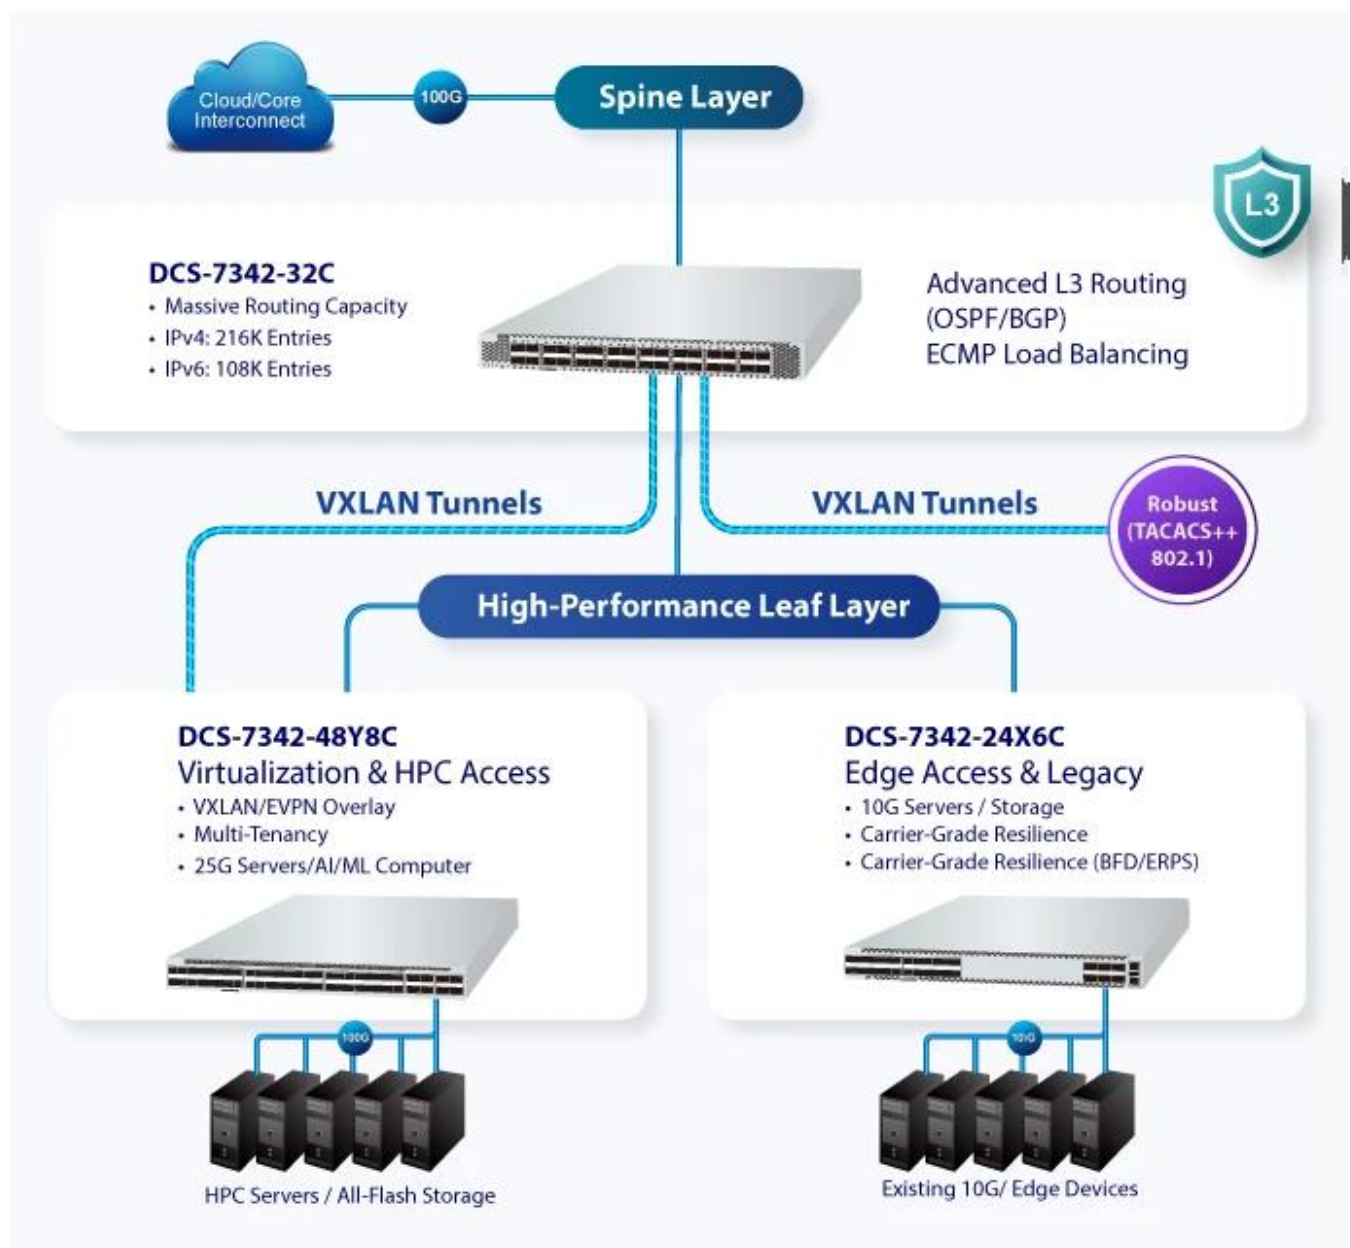 Cloud/Core
Interconnect
100G
Spine Layer
L3
DCS-7342-32C
• Massive Routing Capacity
• IPv4: 216K Entries
• IPv6: 108K Entries
Advanced L3 Routing
(OSPF/BGP)
ECMP Load Balancing
VXLAN Tunnels
VXLAN Tunnels
Robust
(TACACS++
802.1)
High-Performance Leaf Layer
DCS-7342-48Y8C
Virtualization & HPC Access
• VXLAN/EVPN Overlay
• Multi-Tenancy
• 25G Servers/AI/ML Computer
DCS-7342-24X6C
Edge Access & Legacy
• 10G Servers / Storage
• Carrier-Grade Resilience
• Carrier-Grade Resilience (BFD/ERPS)
100G
HPC Servers / All-Flash Storage
Existing 10G/ Edge Devices